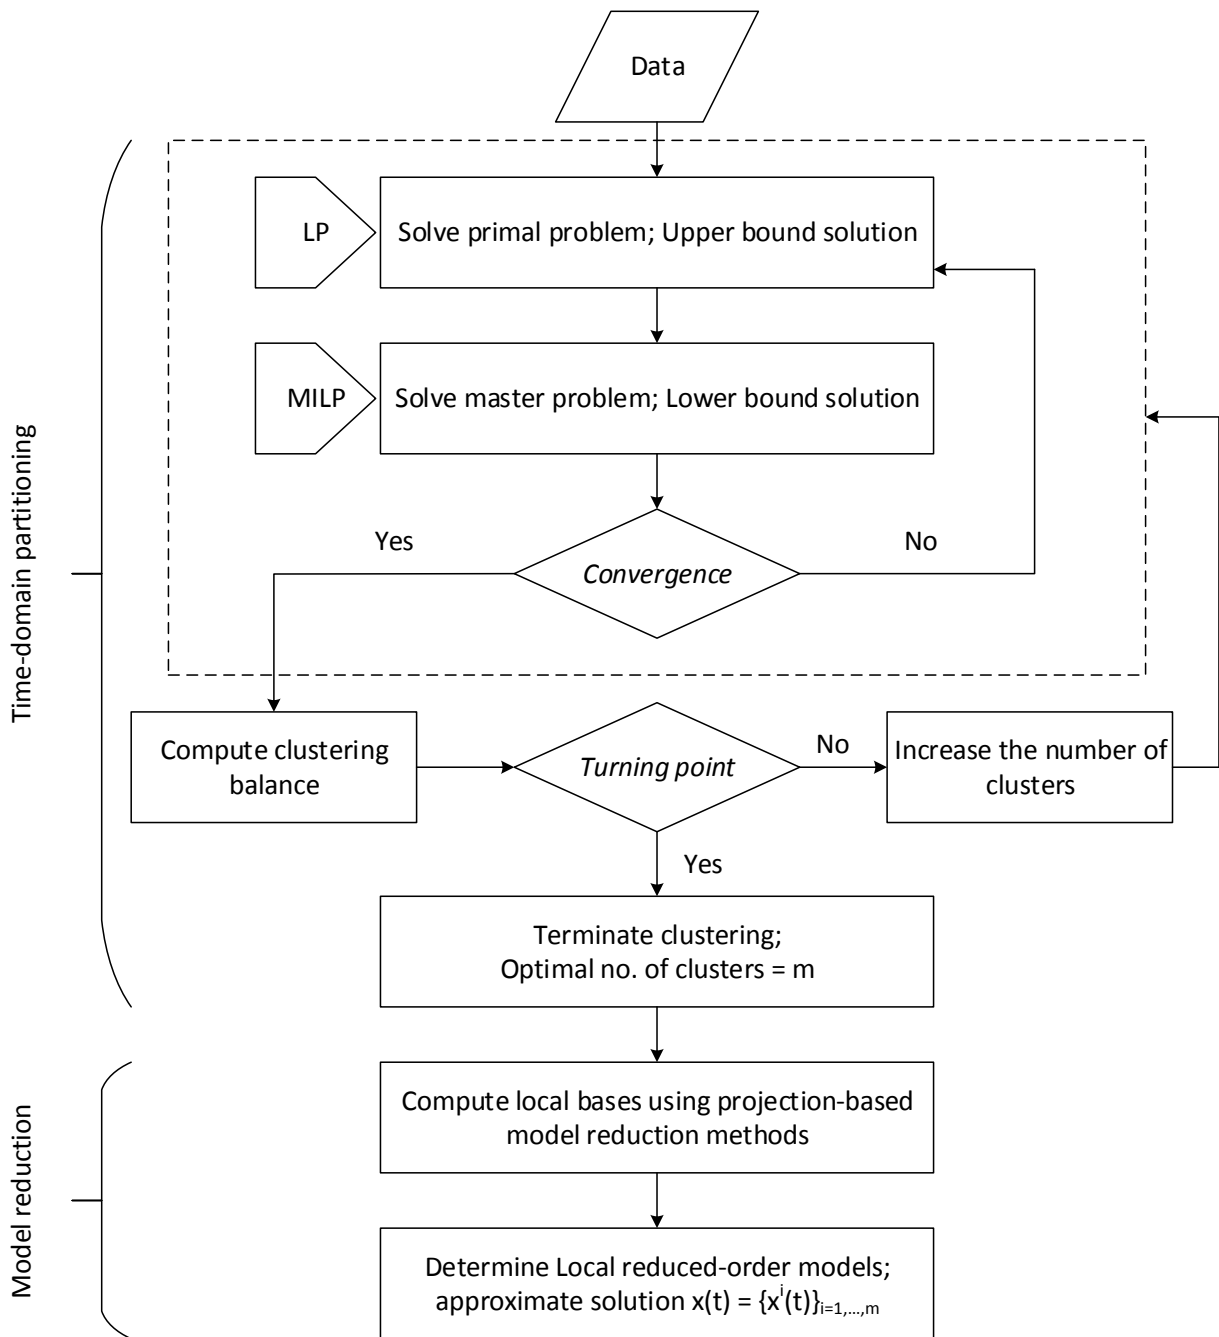 Data
LP
Solve primal problem; Upper bound solution
MILP
Solve master problem; Lower bound solution
Yes
No
Convergence
Time-domain partitioning
Compute clustering
balance
Turning point
No
Increase the number of
clusters
Yes
Terminate clustering;
Optimal no. of clusters = m
Model reduction
Compute local bases using projection-based
model reduction methods
Determine Local reduced-order models;
approximate solution x(t) = {xⁱ(t)}ᵢ₌₁,...,ₘ